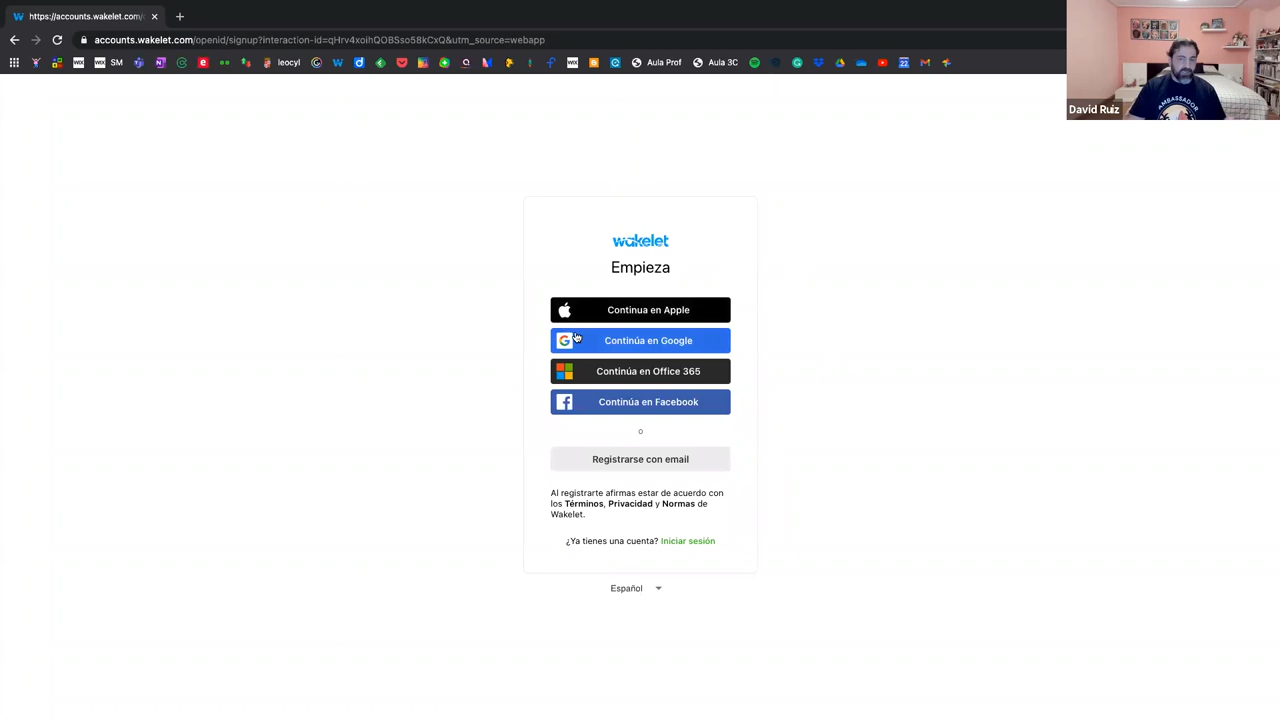 https://accounts.wakelet.com/
accounts.wakelet.com/openid/signup?interaction-id=qHrv4xoihQOBSso58kCxQ&utm_source=webapp
SM
leocyl
Aula Prof
Aula 3C
AMBASSADOR
David Ruiz
wakelet
Empieza
Continua en Apple
Continúa en Google
Continúa en Office 365
Continúa en Facebook
o
Registrarse con email
Al registrarte afirmas estar de acuerdo con
los Términos, Privacidad y Normas de
Wakelet.
¿Ya tienes una cuenta? Iniciar sesión
Español